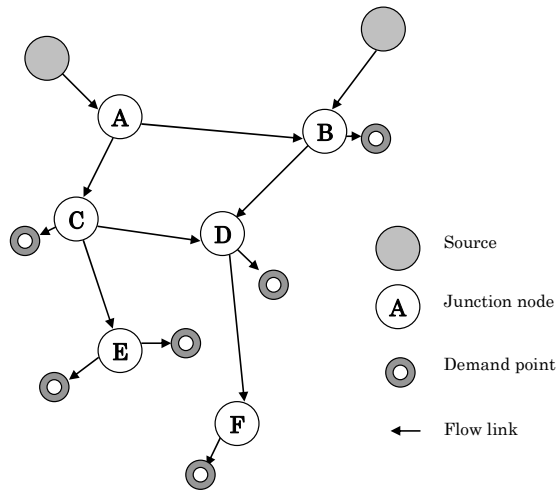 A
B
C
D
E
F
Source
A Junction node
Demand point
Flow link